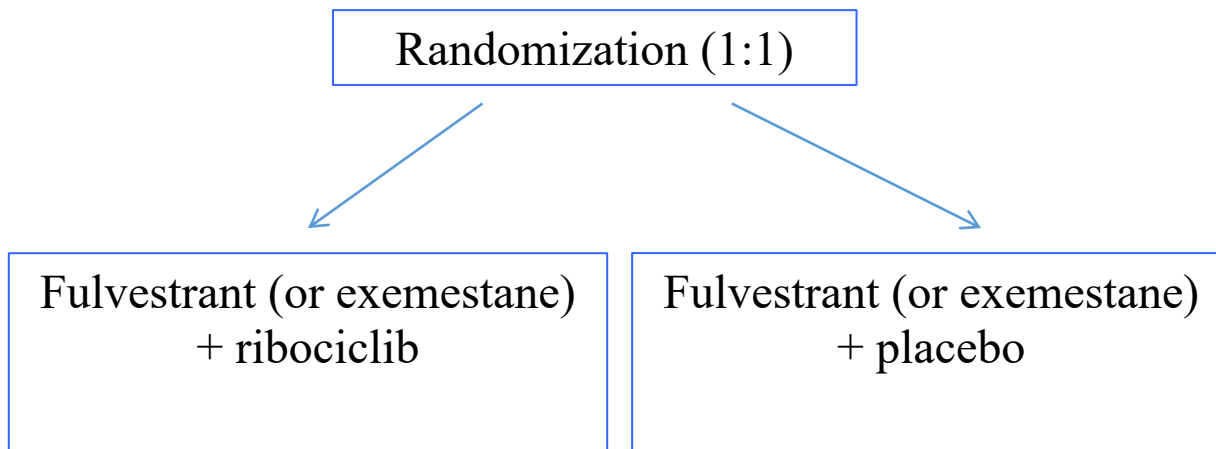 Randomization (1:1)
Fulvestrant (or exemestane)
+ ribociclib
Fulvestrant (or exemestane)
+ placebo